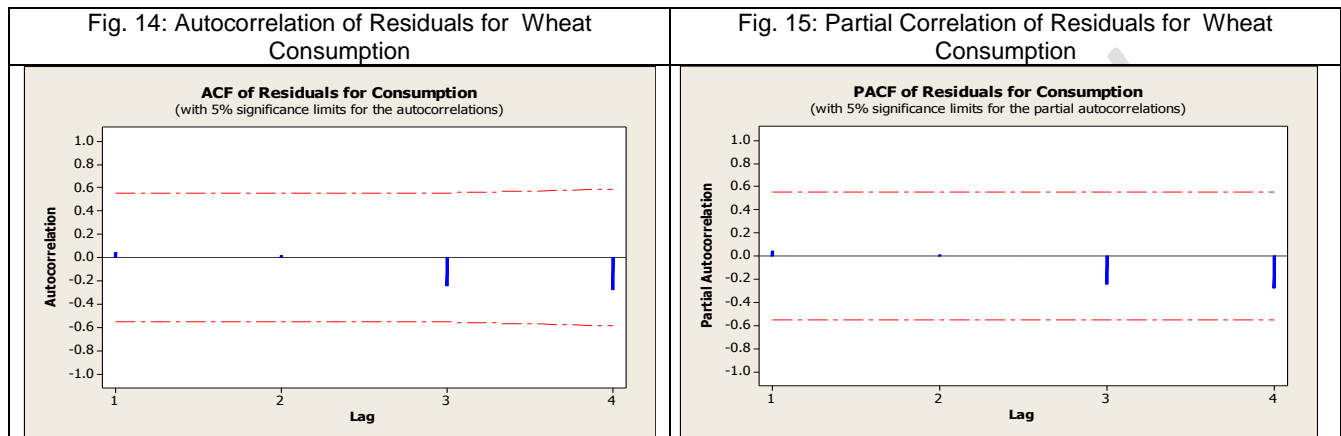 Fig. 14: Autocorrelation of Residuals for Wheat
Consumption
ACF of Residuals for Consumption
(with 5% significance limits for the autocorrelations)
1.0
0.8
0.6
0.4
0.2
0.0
-0.2
-0.4
-0.6
-0.8
-1.0
Autocorrelation
1 2 3 4
Lag
Fig. 15: Partial Correlation of Residuals for Wheat
Consumption
PACF of Residuals for Consumption
(with 5% significance limits for the partial autocorrelations)
1.0
0.8
0.6
0.4
0.2
0.0
-0.2
-0.4
-0.6
-0.8
-1.0
Partial Autocorrelation
1 2 3 4
Lag